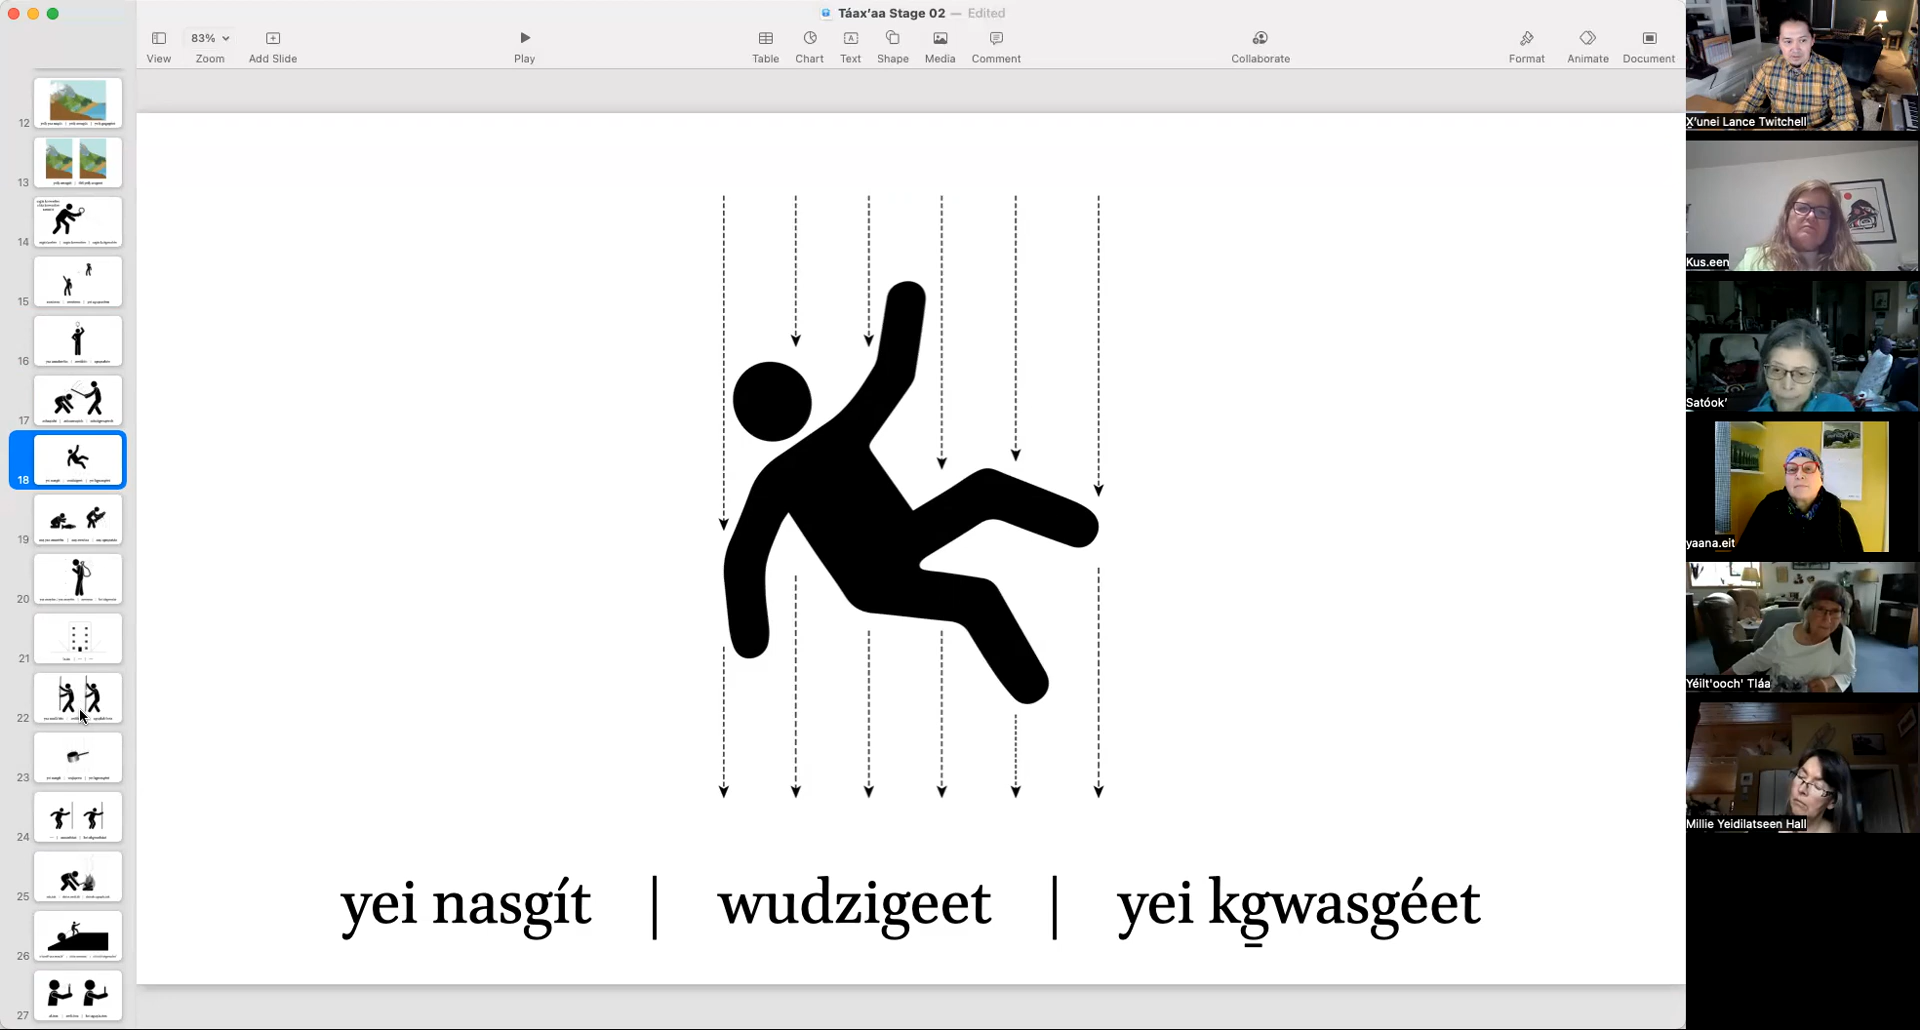 Táax'aa Stage 02 — Edited
83%
View
Zoom
Add Slide
Play
Table
Chart
Text
Shape
Media
Comment
Collaborate
Format
Animate
Document
12
13
14
15
16
17
18
19
20
21
22
23
24
25
26
27
yei nasgít | wudzigeet | yei kg̱wasgéet
X̱'unei Lance Twitchell
Kus.een
Satóok'
yaana.eit
Yéilt'ooch' Tláa
Millie Yeidilatseen Hall